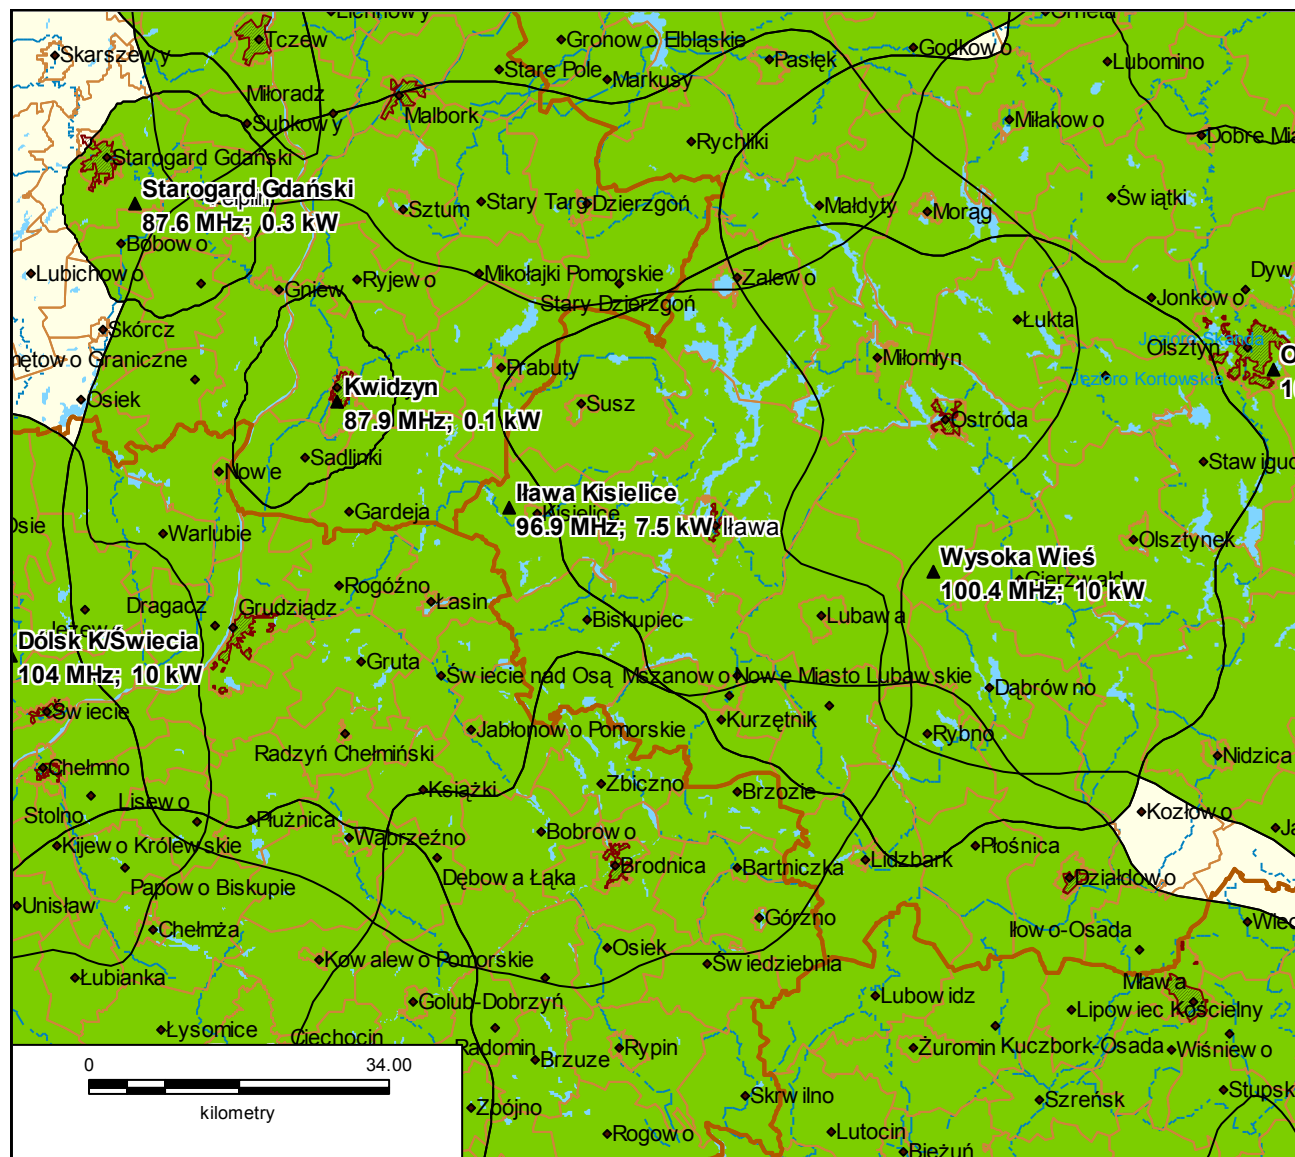 Skarszewy
Tczew
Gronowo Elbląskie
Pasłęk
Godkowo
Lubomino
Stare Pole
Markusy
Miłoradz
Malbork
Subkowy
Miłakowo
Rychliki
Starogard Gdański
Starogard Gdański
87.6 MHz; 0.3 kW
Sztum
Stary Targ
Dzierzgoń
Małdyty
Morąg
Świątki
Bobowo
Lubichowo
Gniew
Ryjewo
Mikołajki Pomorskie
Stary Dzierzgoń
Zalewo
Jonkowo
Skórcz
Łukta
Jezioro Skanda
Olsztyn
Prabuty
Miłomłyn
Jezioro Kortowskie
Kwidzyn
87.9 MHz; 0.1 kW
Osiek
Susz
Ostróda
Nowe
Sadlinki
Iława Kisielice
96.9 MHz; 7.5 kW
Kisielice
Iława
Gardeja
Warlubie
Olsztynek
Wysoka Wieś
100.4 MHz; 10 kW
Rogóźno
Łasin
Dragacz
Grudziądz
Biskupiec
Lubawa
Dólsk K/Świecia
104 MHz; 10 kW
Gruta
Świecie nad Osą
Mszanowo
Nowe Miasto Lubawskie
Dąbrówno
Świecie
Kurzętnik
Jabłonowo Pomorskie
Rybno
Radzyń Chełmiński
Nidzica
Chełmno
Książki
Zbiczno
Brzozie
Stolno
Lisewo
Płużnica
Kozłowo
Wąbrzeźno
Bobrowo
Kijewo Królewskie
Płośnica
Lidzbark
Brodnica
Bartniczka
Dębowa Łąka
Działdowo
Papowo Biskupie
Unisław
Chełmża
Górzno
Iłowo-Osada
Osiek
Kowalewo Pomorskie
Świedziebnia
Łubianka
Mława
Golub-Dobrzyń
Lubowidz
Lipowiec Kościelny
Łysomice
Ciechocin
Radomin
Brzuze
Rypin
Żuromin
Kuczbork-Osada
Wiśniewo
0 34.00
kilometry
Skrwilno
Zbójno
Szreńsk
Rogowo
Lutocin
Bieżuń